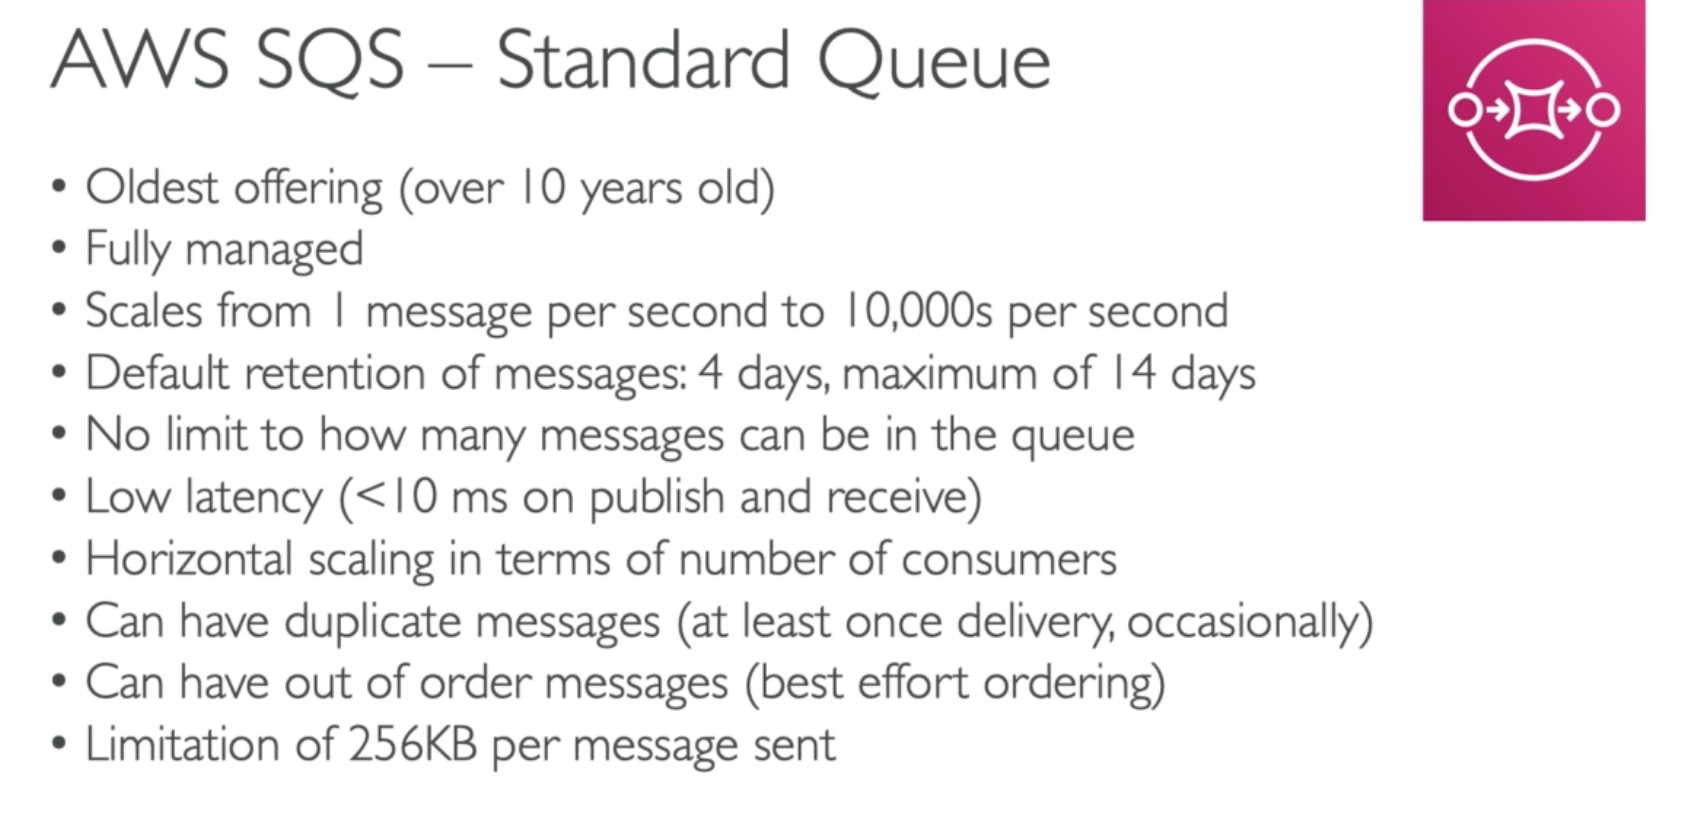 AWS SQS – Standard Queue
• Oldest offering (over 10 years old)
• Fully managed
• Scales from 1 message per second to 10,000s per second
• Default retention of messages: 4 days, maximum of 14 days
• No limit to how many messages can be in the queue
• Low latency (<10 ms on publish and receive)
• Horizontal scaling in terms of number of consumers
• Can have duplicate messages (at least once delivery, occasionally)
• Can have out of order messages (best effort ordering)
• Limitation of 256KB per message sent